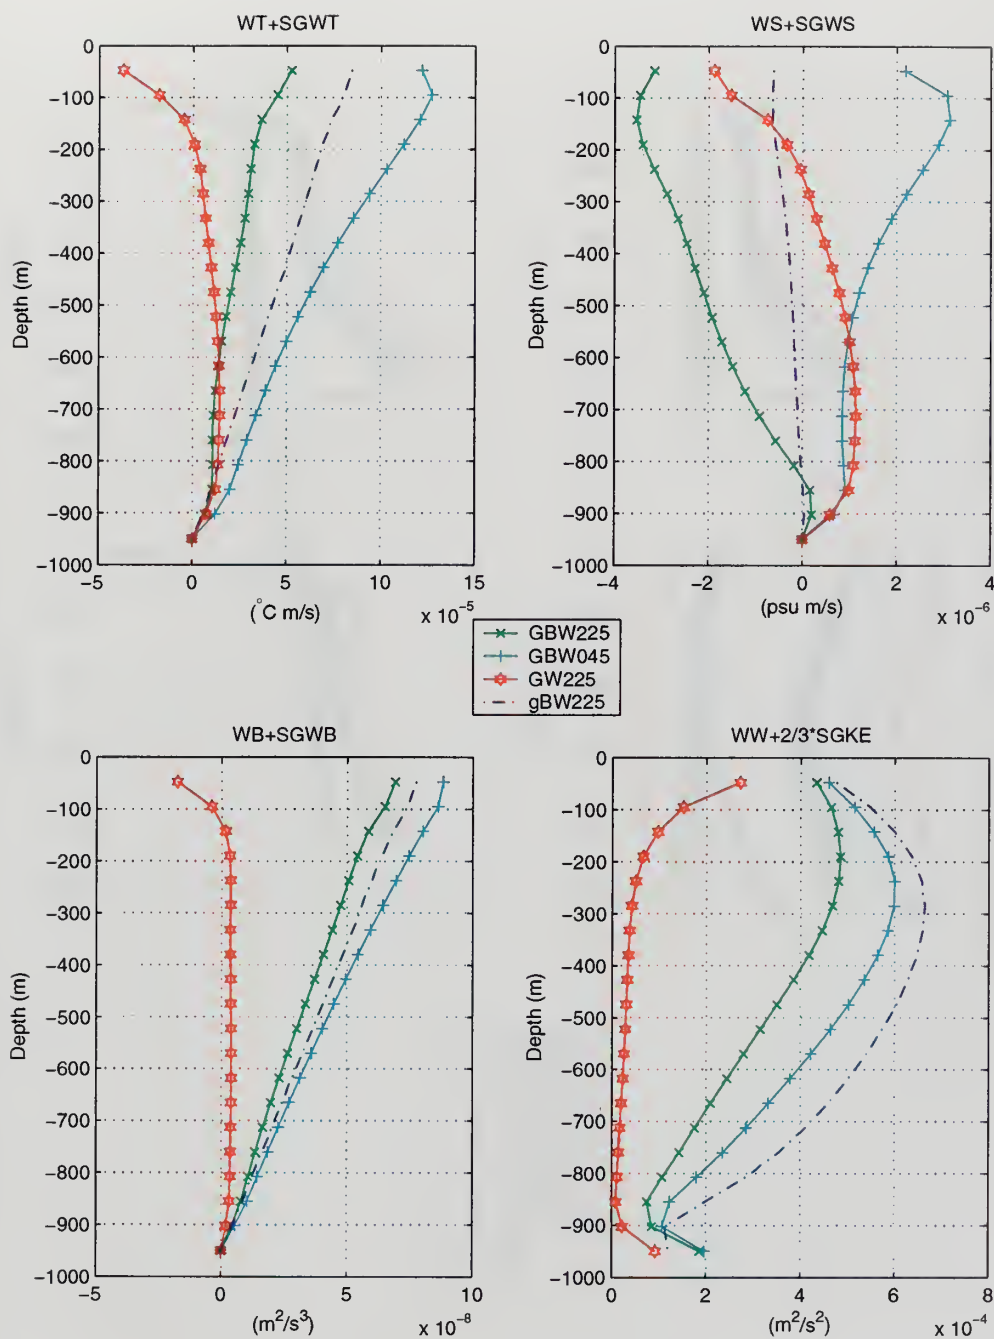 WT+SGWT
0
−100
−200
−300
−400
−500
−600
−700
−800
−900
−1000
Depth (m)
−5 0 5 10 15
(°C m/s)
x 10⁻⁵
WS+SGWS
0
−100
−200
−300
−400
−500
−600
−700
−800
−900
−1000
Depth (m)
−4 −2 0 2 4
(psu m/s)
x 10⁻⁶
GBW225
GBW045
GW225
gBW225
WB+SGWB
0
−100
−200
−300
−400
−500
−600
−700
−800
−900
−1000
Depth (m)
−5 0 5 10
(m²/s³)
x 10⁻⁸
WW+2/3*SGKE
0
−100
−200
−300
−400
−500
−600
−700
−800
−900
−1000
Depth (m)
0 2 4 6 8
(m²/s²)
x 10⁻⁴